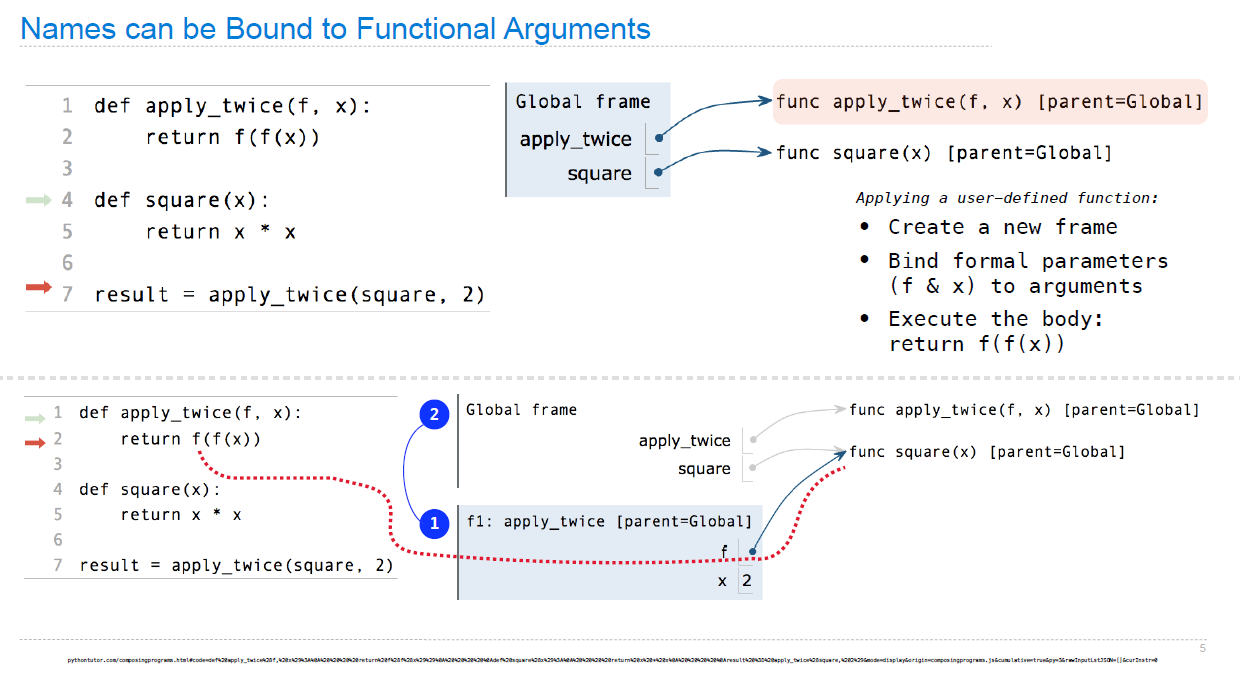 Names can be Bound to Functional Arguments
1 def apply_twice(f, x):
2     return f(f(x))
3
4 def square(x):
5     return x * x
6
7 result = apply_twice(square, 2)
Global frame
apply_twice
square
func apply_twice(f, x) [parent=Global]
func square(x) [parent=Global]
Applying a user-defined function:
• Create a new frame
• Bind formal parameters
(f & x) to arguments
• Execute the body:
return f(f(x))
1 def apply_twice(f, x):
2     return f(f(x))
3
4 def square(x):
5     return x * x
6
7 result = apply_twice(square, 2)
2
Global frame
apply_twice
square
1
f1: apply_twice [parent=Global]
f
x 2
func apply_twice(f, x) [parent=Global]
func square(x) [parent=Global]
5